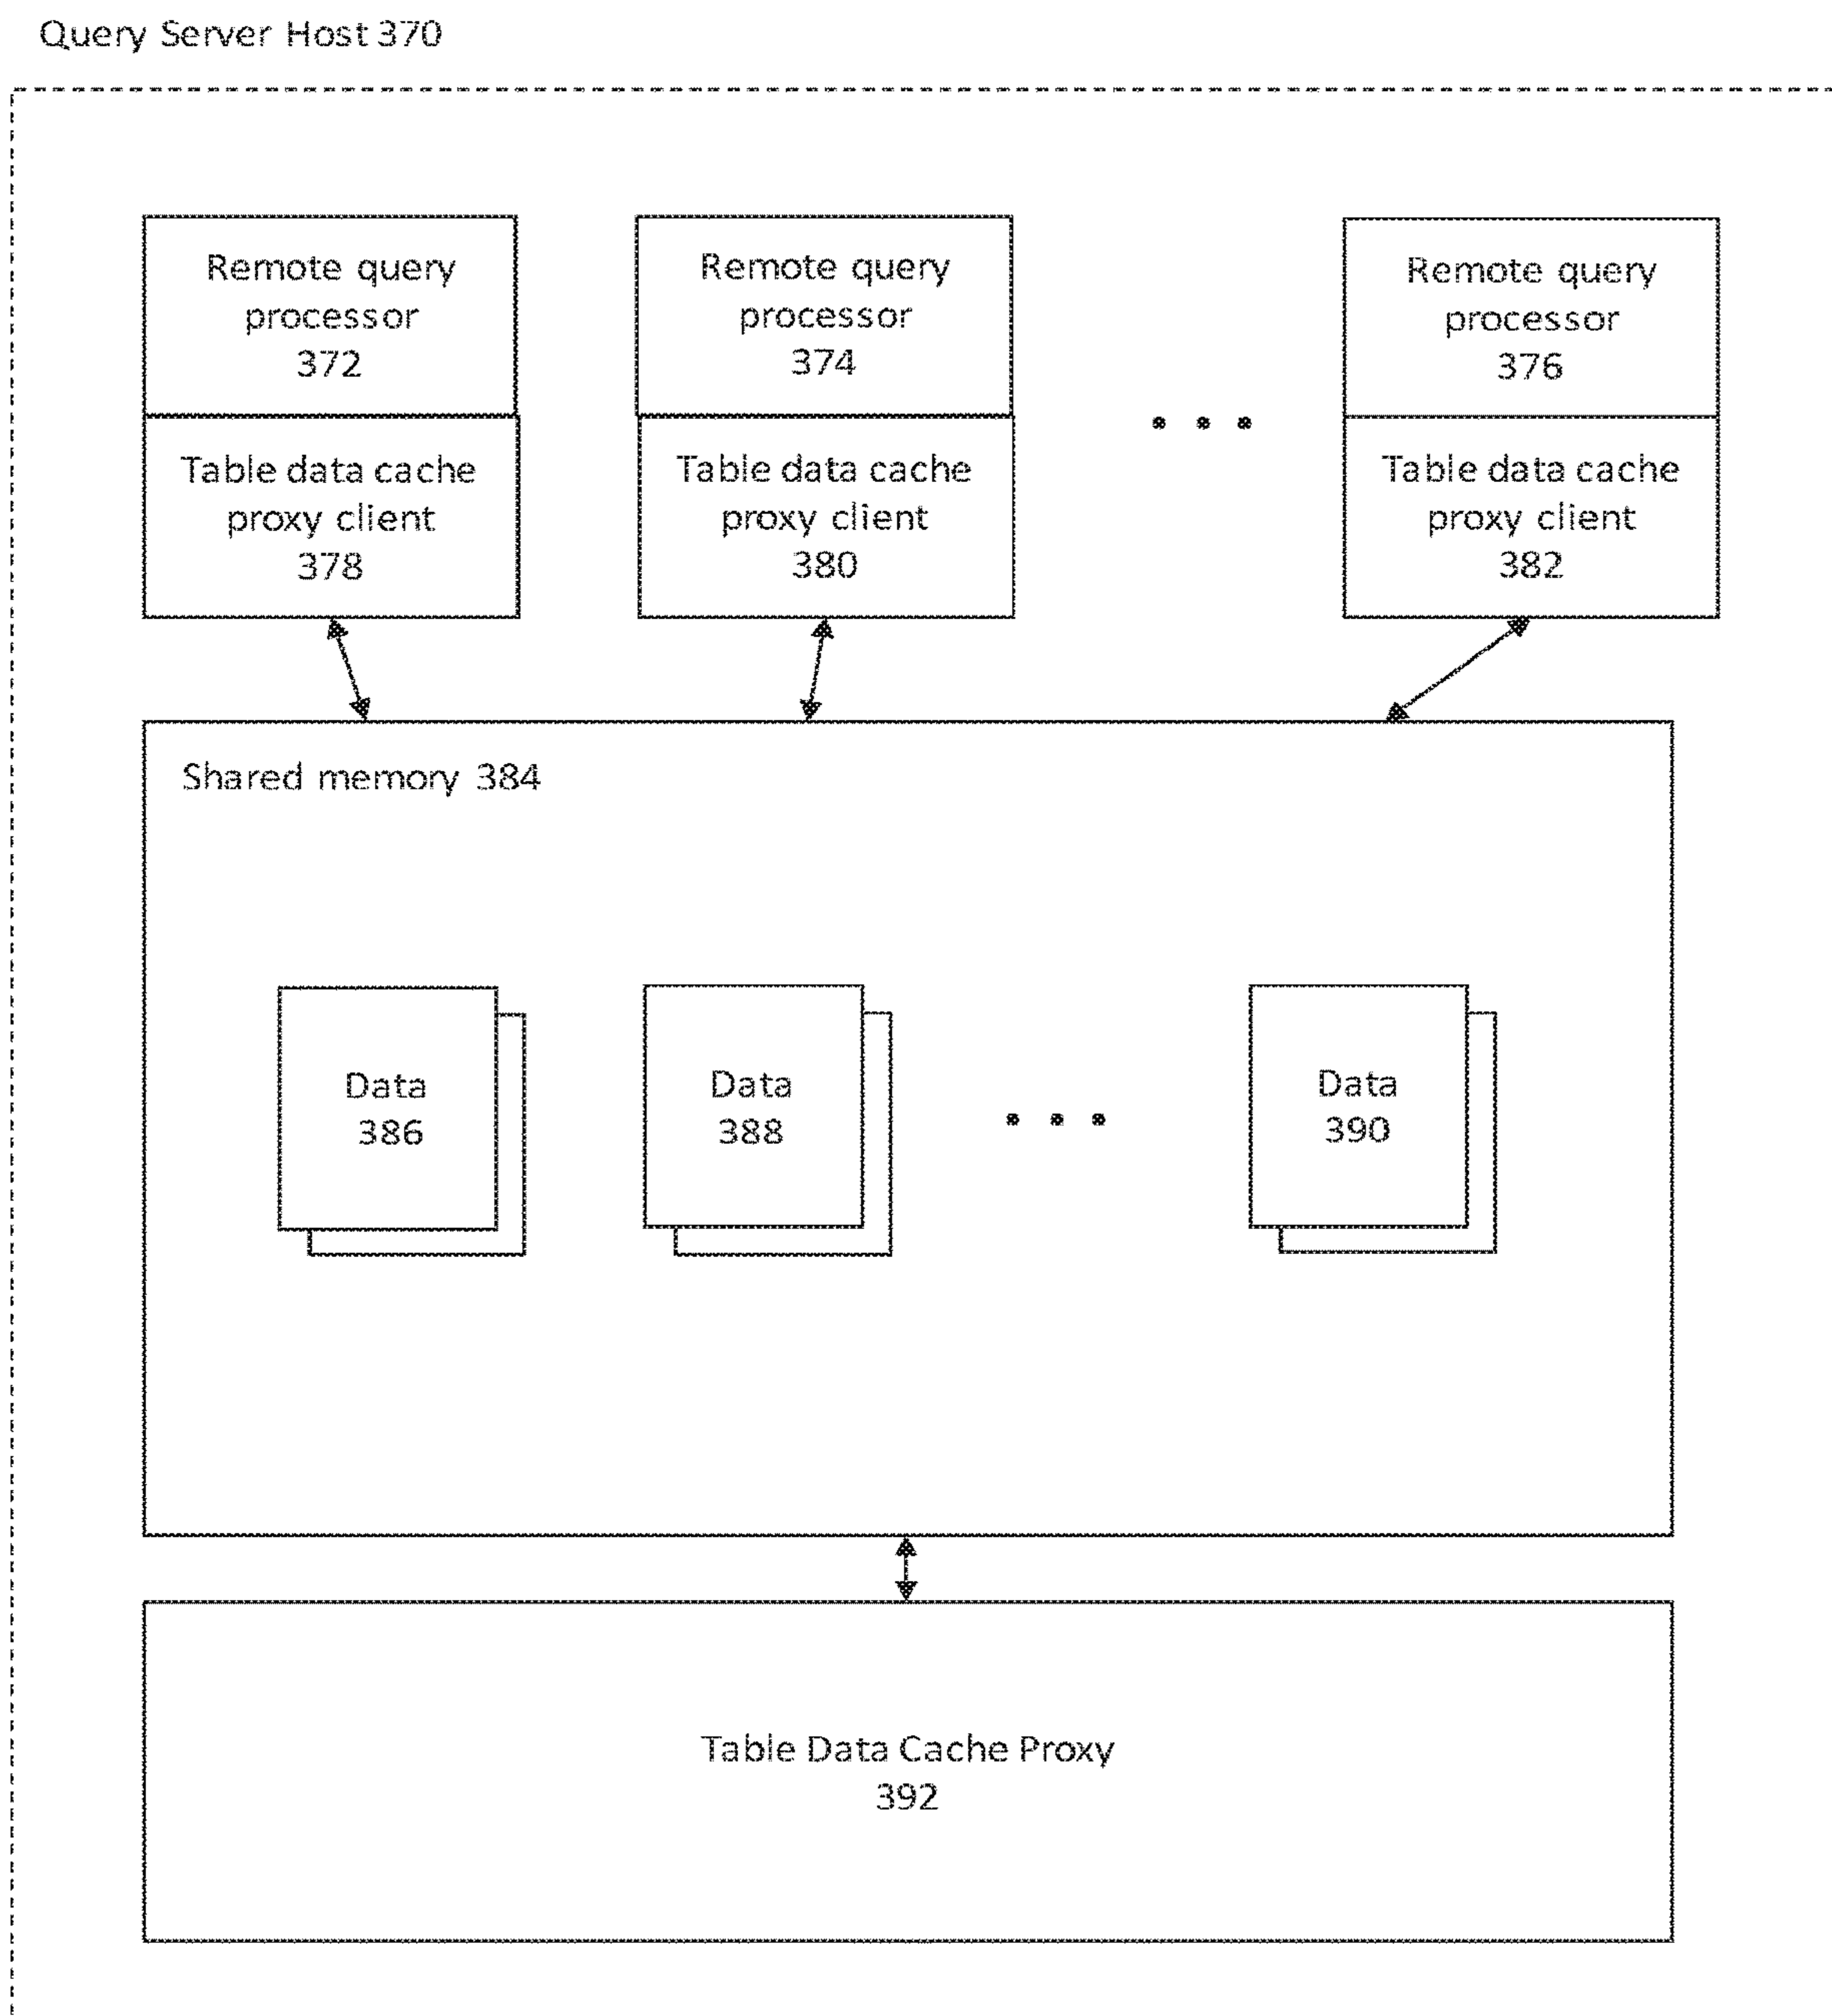 Query Server Host 370
Remote query
processor
372
Remote query
processor
374
Remote query
processor
376
Table data cache
proxy client
378
Table data cache
proxy client
380
Table data cache
proxy client
382
Shared memory 384
Data
386
Data
388
Data
390
Table Data Cache Proxy
392